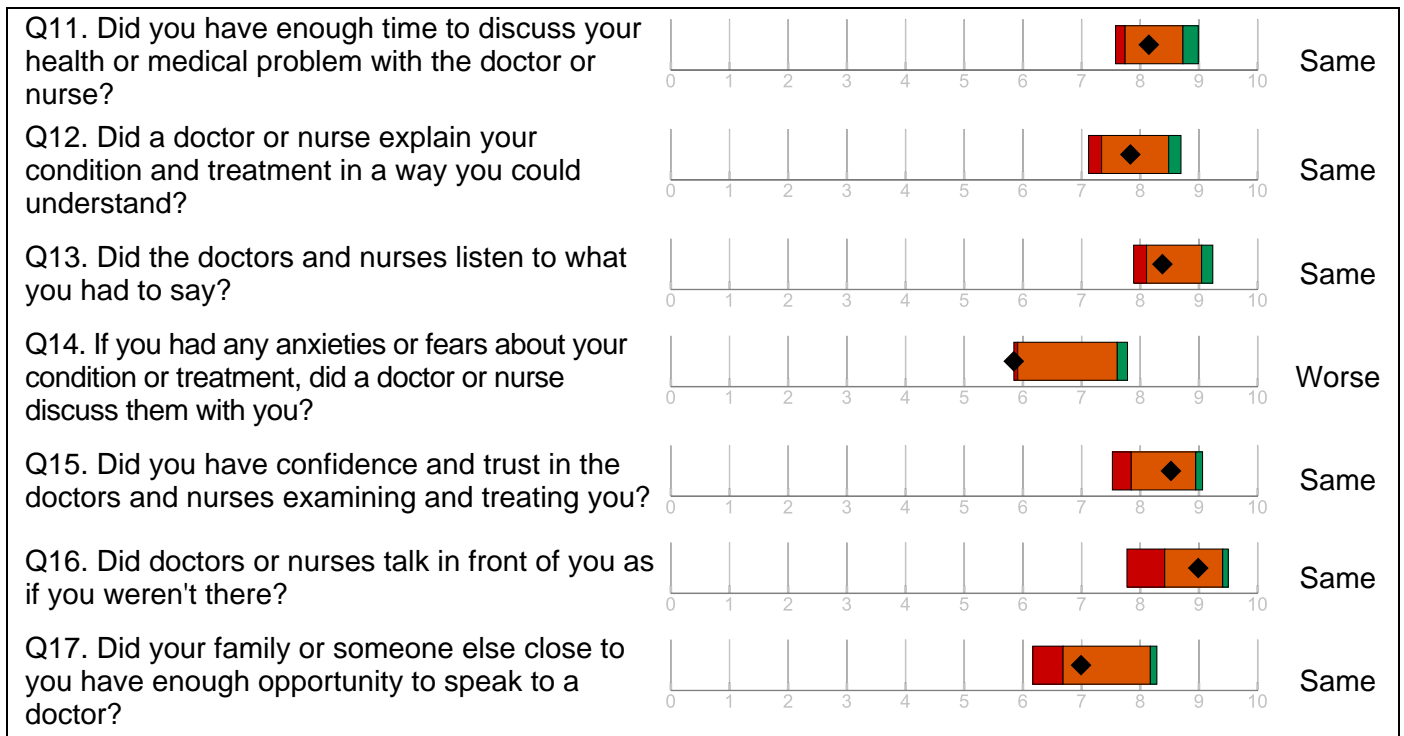 Q11. Did you have enough time to discuss your
health or medical problem with the doctor or
nurse?
0 1 2 3 4 5 6 7 8 9 10
Same
Q12. Did a doctor or nurse explain your
condition and treatment in a way you could
understand?
0 1 2 3 4 5 6 7 8 9 10
Same
Q13. Did the doctors and nurses listen to what
you had to say?
0 1 2 3 4 5 6 7 8 9 10
Same
Q14. If you had any anxieties or fears about your
condition or treatment, did a doctor or nurse
discuss them with you?
0 1 2 3 4 5 6 7 8 9 10
Worse
Q15. Did you have confidence and trust in the
doctors and nurses examining and treating you?
0 1 2 3 4 5 6 7 8 9 10
Same
Q16. Did doctors or nurses talk in front of you as
if you weren't there?
0 1 2 3 4 5 6 7 8 9 10
Same
Q17. Did your family or someone else close to
you have enough opportunity to speak to a
doctor?
0 1 2 3 4 5 6 7 8 9 10
Same